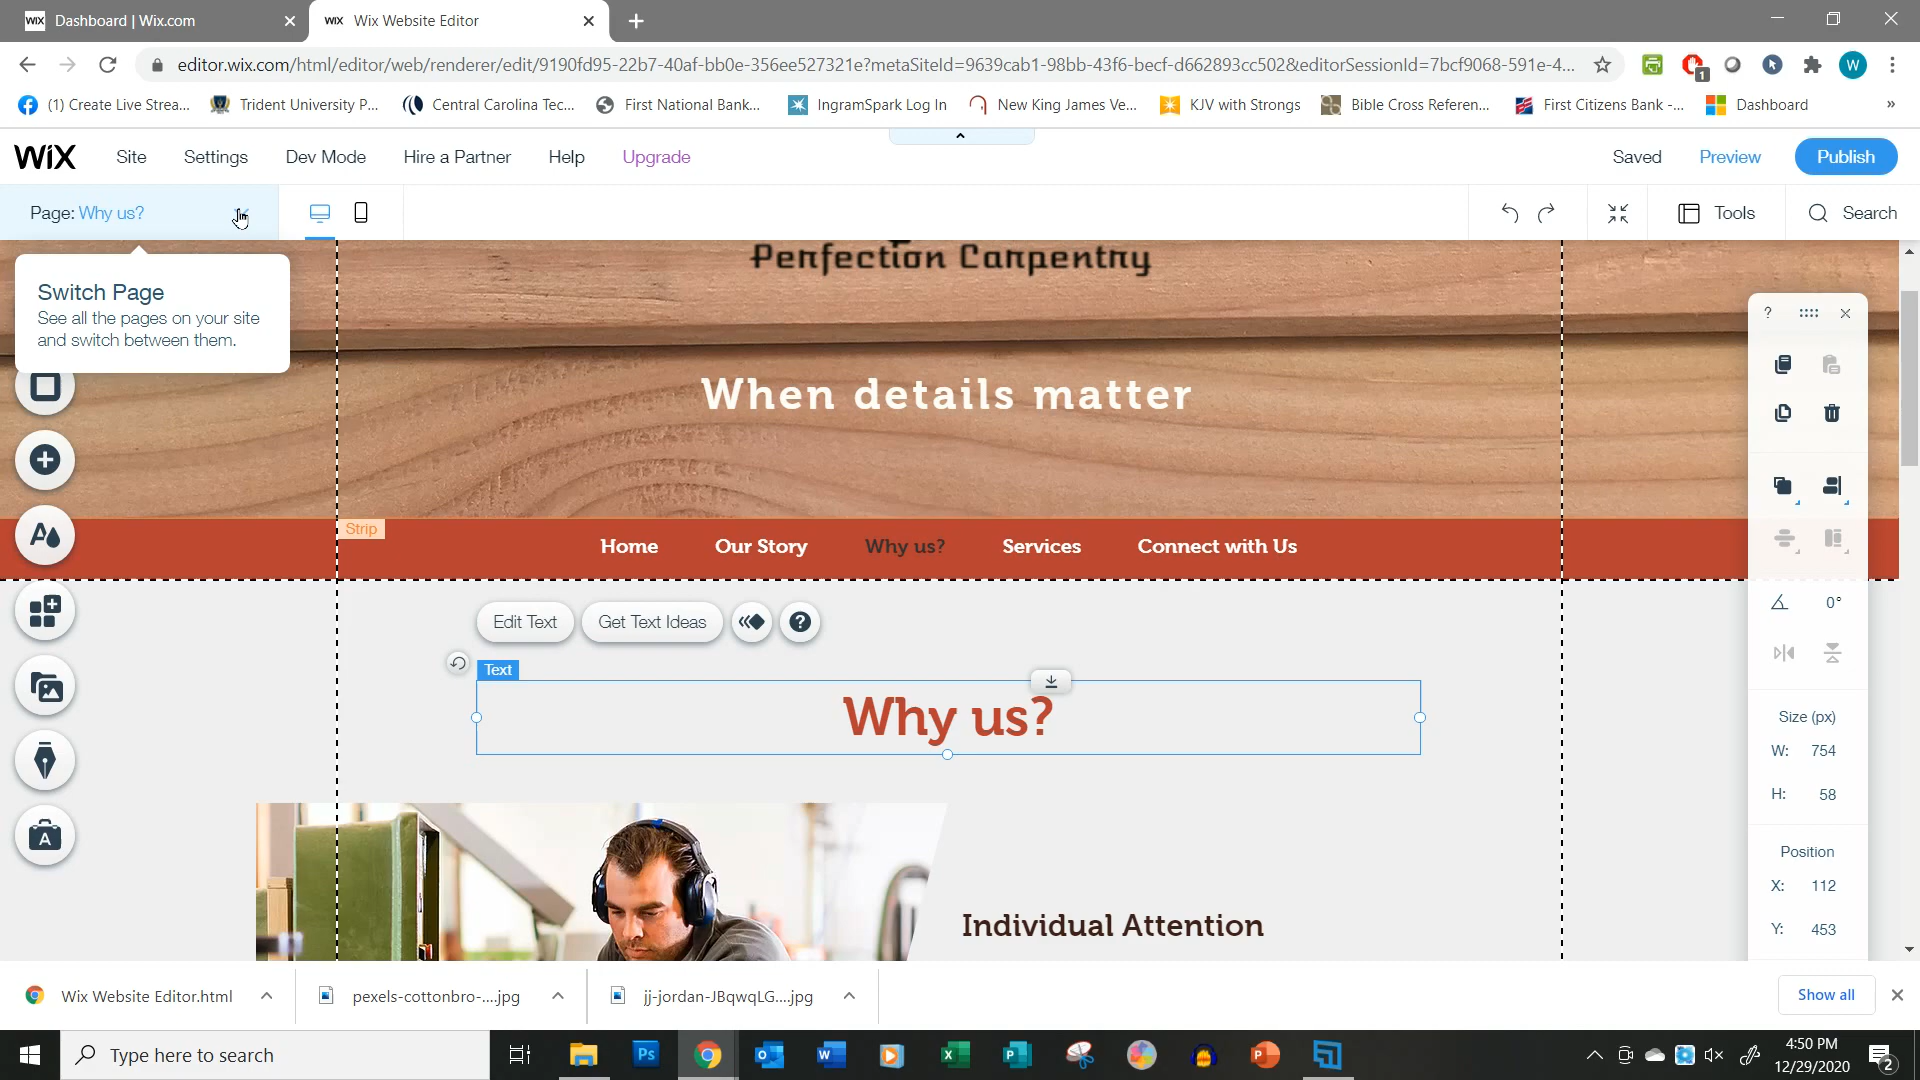 WIX Dashboard | Wix.com
WIX Wix Website Editor
editor.wix.com/html/editor/web/renderer/edit/9190fd95-22b7-40af-bb0e-356ee527321e?metaSiteId=9639cab1-98bb-43f6-becf-d662893cc502&editorSessionId=7bcf9068-591e-4...
1
W
(1) Create Live Strea...
Trident University P...
Central Carolina Tec...
First National Bank...
IngramSpark Log In
New King James Ve...
KJV with Strongs
Bible Cross Referen...
First Citizens Bank -...
Dashboard
»
WiX Site Settings Dev Mode Hire a Partner Help Upgrade Saved Preview Publish
Page: Why us?
Tools
Search
Switch Page
See all the pages on your site
and switch between them.
Perfection Carpentry
When details matter
Strip
Home Our Story Why us? Services Connect with Us
Edit Text Get Text Ideas
?
Text
Why us?
Individual Attention
A
A
?
0°
Size (px)
W: 754
H: 58
Position
X: 112
Y: 453
Wix Website Editor.html
pexels-cottonbro-....jpg
jj-jordan-JBqwqLG....jpg
Show all
Type here to search
Ps
O
W
X
P
P
4:50 PM
12/29/2020
2